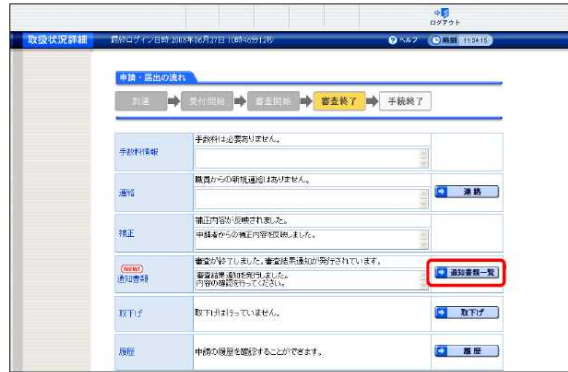 ログアウト
取扱状況詳細 最終ログイン日時 2008年06月27日 10時46分12秒 ヘルプ 時刻 11:34:15
申請・届出の流れ
到達 受付開始 審査開始 審査終了 手続終了
手数料情報
手数料は必要ありません。
連絡
職員からの新規連絡はありません。
連絡
補正
補正内容が反映されました。
申請者からの補正内容を反映しました。
NEW!
通知書類
審査が終了しました。審査結果通知が発行されています。
審査結果通知を発行しました。
内容の確認を行ってください。
通知書類一覧
取下げ
取下げは行っていません。
取下げ
履歴
申請の履歴を確認することができます。
履歴